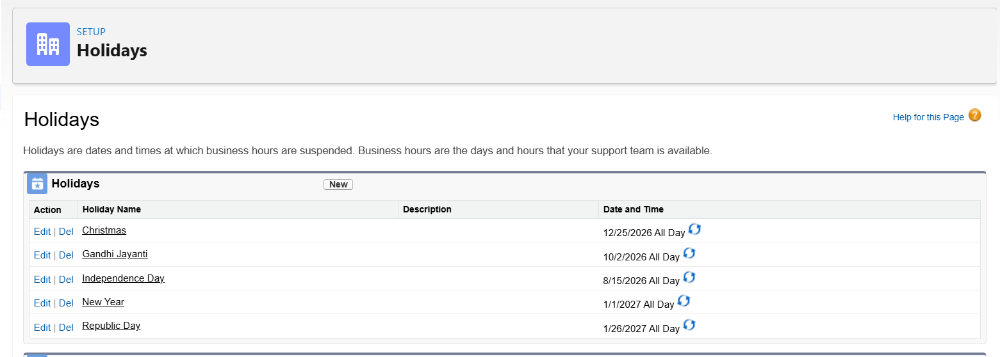 SETUP
Holidays
Holidays
Help for this Page ?
Holidays are dates and times at which business hours are suspended. Business hours are the days and hours that your support team is available.
Holidays New
Action Holiday Name Description Date and Time
Edit | Del Christmas 12/25/2026 All Day
Edit | Del Gandhi Jayanti 10/2/2026 All Day
Edit | Del Independence Day 8/15/2026 All Day
Edit | Del New Year 1/1/2027 All Day
Edit | Del Republic Day 1/26/2027 All Day